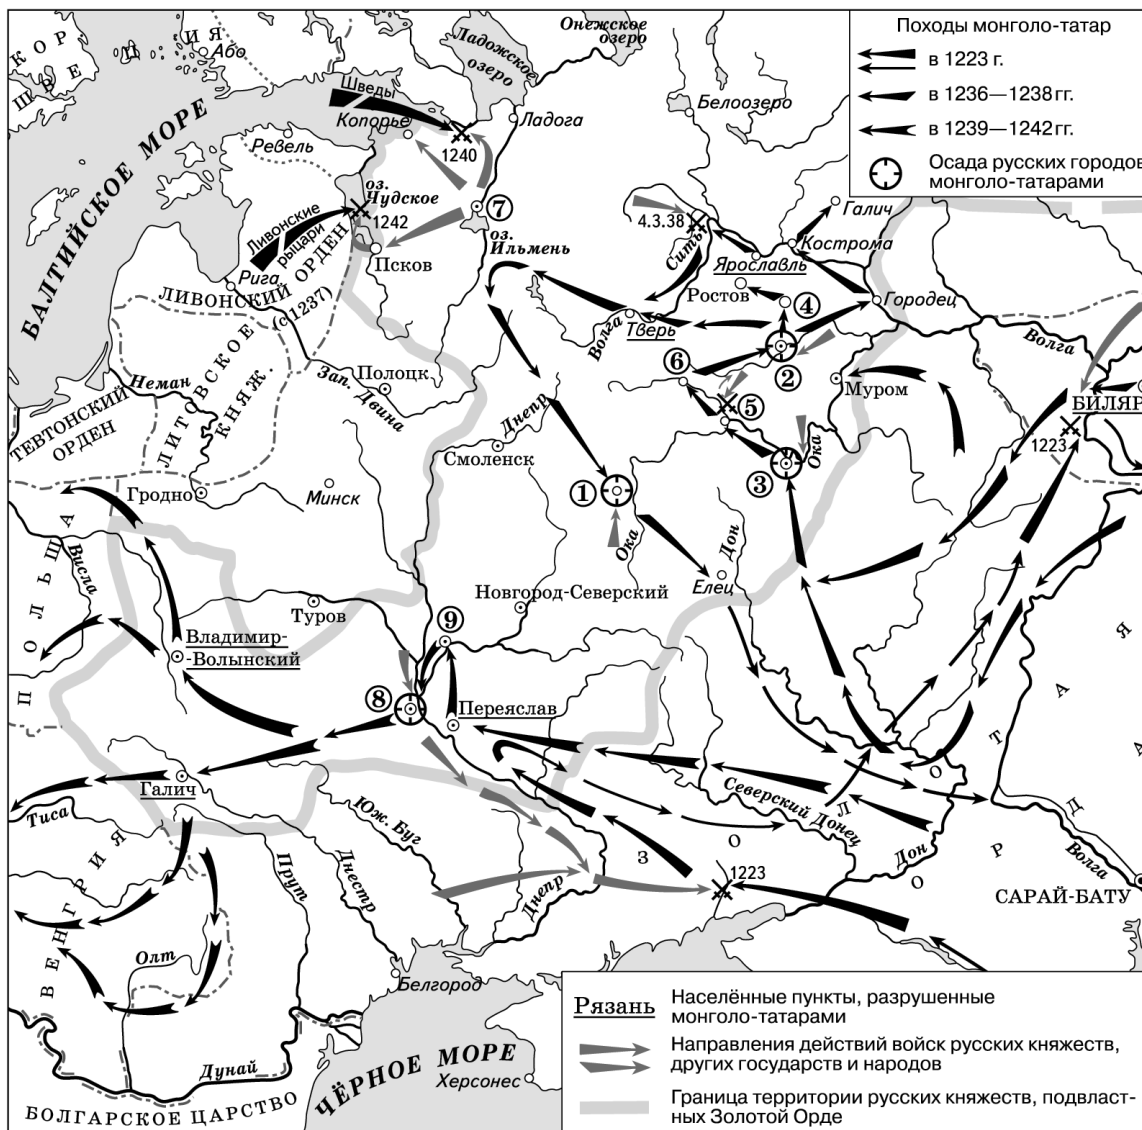 Походы монголо-татар
в 1223 г.
в 1236—1238 гг.
в 1239—1242 гг.
Осада русских городов
монголо-татарами
КОР
ШВЕЦИЯ
Або
Онежское
озеро
Ладожское
озеро
Белоозеро
БАЛТИЙСКОЕ МОРЕ
Шведы
Копорье
Ладога
1240
Ревель
оз.
Чудское
1242
7
оз.
Ильмень
4.3.38
Сить
Галич
Кострома
Ливонские
рыцари
Рига
Псков
ЛИВОНСКИЙ ОРДЕН
(с 1237)
Ярославль
Ростов
4
Городец
Волга
Тверь
2
6
5
Муром
Волга
БИЛЯР
1223
Неман
Полоцк
Зап. Двина
ЛИТОВСКОЕ
КНЯЖ.
ТЕВТОНСКИЙ
ОРДЕН
Днепр
Смоленск
3
Ока
1
Ока
Гродно
Минск
Дон
Елец
ПОЛЬША
Висла
Новгород-Северский
Туров
9
Владимир-
-Волынский
8
Переяслав
Галич
Тиса
Юж. Буг
Северский Донец
ЗОЛОТАЯ
ОРДА
Прут
Днестр
Днепр
1223
Дон
Волга
САРАЙ-БАТУ
ВЕНГРИЯ
Олт
Белгород
Дунай
ЧЁРНОЕ МОРЕ
Херсонес
БОЛГАРСКОЕ ЦАРСТВО
Рязань
Населённые пункты, разрушенные
монголо-татарами
Направления действий войск русских княжеств,
других государств и народов
Граница территории русских княжеств, подвласт-
ных Золотой Орде